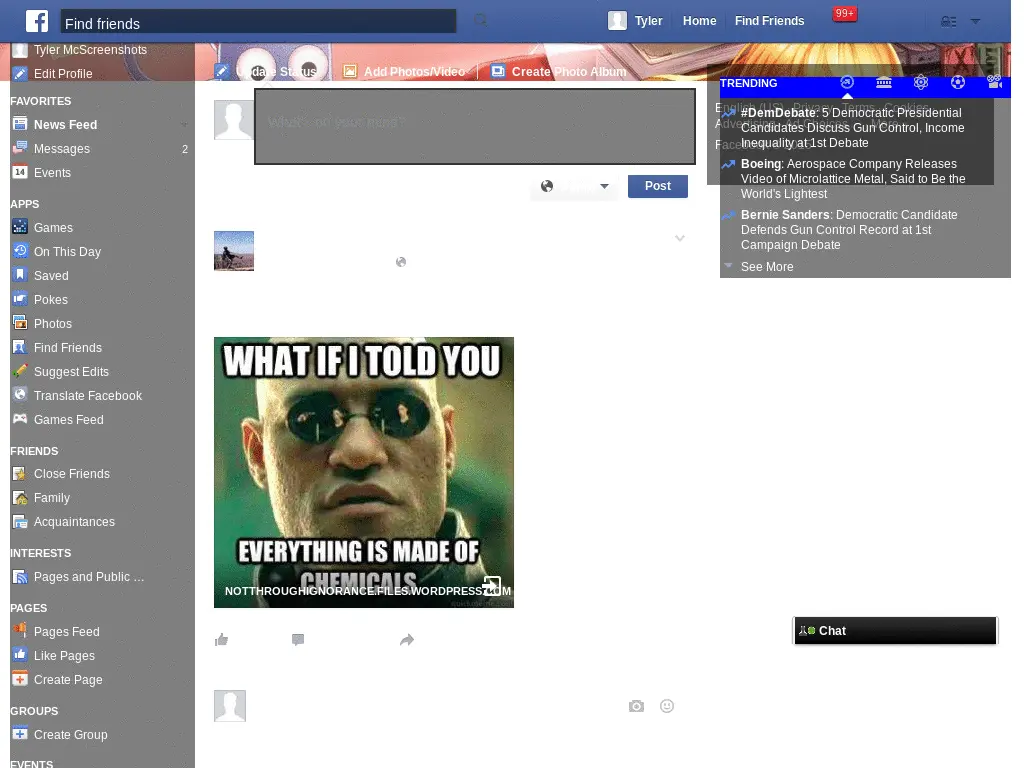 f
Find friends
Tyler
Home
Find Friends
99+
Tyler McScreenshots
Edit Profile
FAVORITES
News Feed
Messages 2
14 Events
APPS
Games
On This Day
Saved
Pokes
Photos
Find Friends
Suggest Edits
Translate Facebook
Games Feed
FRIENDS
Close Friends
Family
Acquaintances
INTERESTS
Pages and Public ...
PAGES
Pages Feed
Like Pages
Create Page
GROUPS
Create Group
EVENTS
Update Status
Add Photos/Video
Create Photo Album
What's on your mind?
Post
WHAT IF I TOLD YOU
EVERYTHING IS MADE OF
CHEMICALS
NOTTHROUGHIGNORANCE.FILES.WORDPRESS.COM
TRENDING
English (US) · Privacy · Terms · Cookies
#DemDebate: 5 Democratic Presidential
Candidates Discuss Gun Control, Income
Inequality at 1st Debate
Boeing: Aerospace Company Releases
Video of Microlattice Metal, Said to Be the
World's Lightest
Bernie Sanders: Democratic Candidate
Defends Gun Control Record at 1st
Campaign Debate
See More
Chat